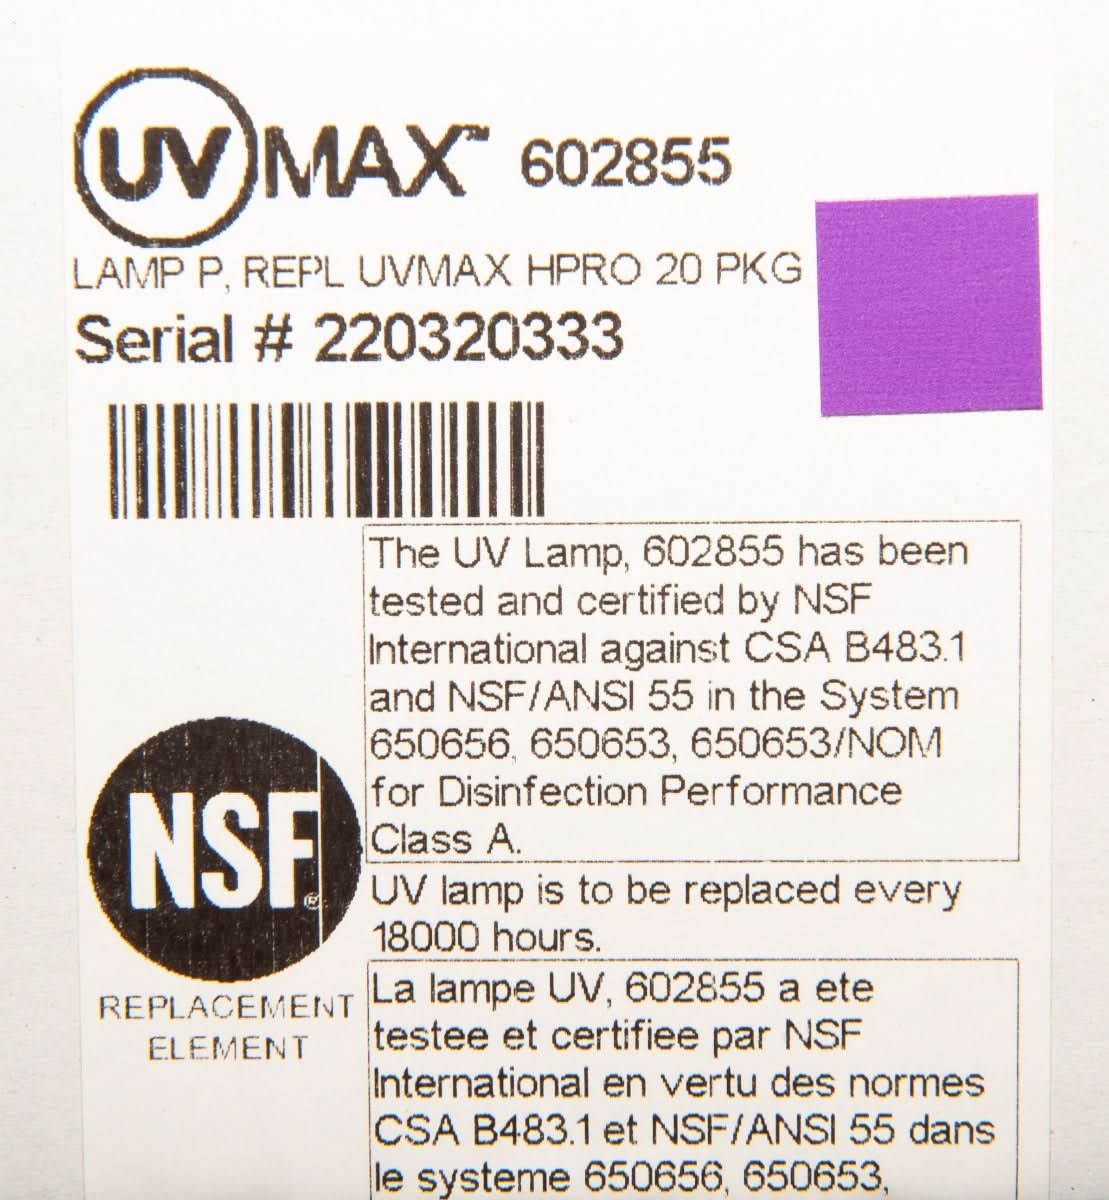 UV MAX™ 602855
LAMP P, REPL UVMAX HPRO 20 PKG
Serial # 220320333
The UV Lamp, 602855 has been
tested and certified by NSF
International against CSA B483.1
and NSF/ANSI 55 in the System
650656, 650653, 650653/NOM
for Disinfection Performance
Class A.
NSF®
REPLACEMENT
ELEMENT
UV lamp is to be replaced every
18000 hours.
La lampe UV, 602855 a ete
testee et certifiee par NSF
International en vertu des normes
CSA B483.1 et NSF/ANSI 55 dans
le systeme 650656, 650653,